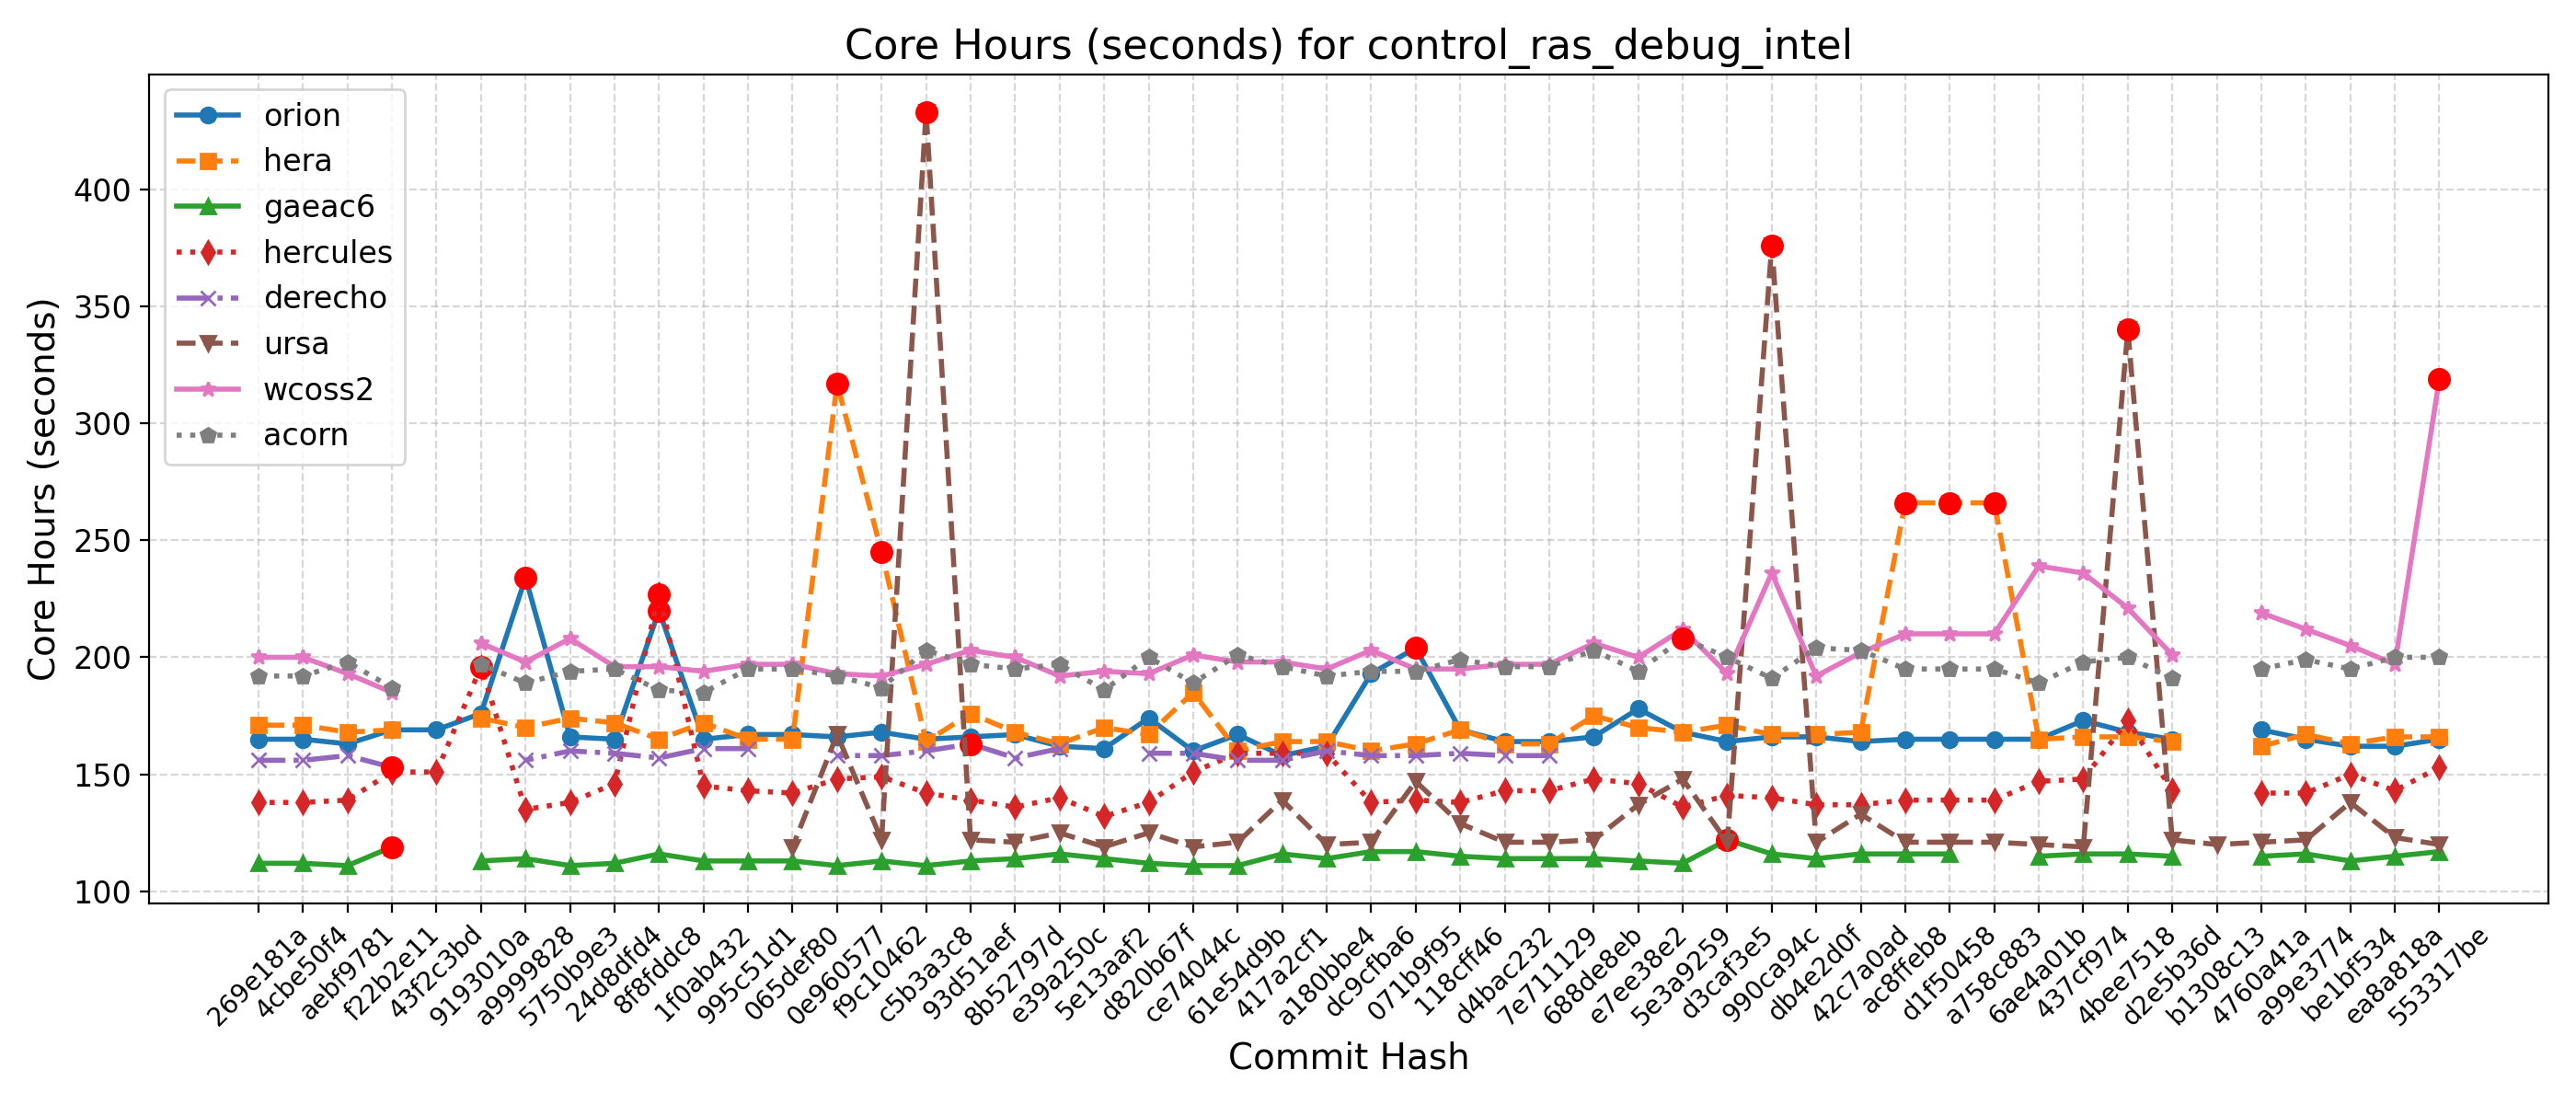 Core Hours (seconds) for control_ras_debug_intel
orion
hera
gaeac6
hercules
derecho
ursa
wcoss2
acorn
Core Hours (seconds)
400
350
300
250
200
150
100
269e181a
4cbe50f4
aebf9781
f22b2e11
43f2c3bd
9193010a
a9999828
5750b9e3
24d8dfd4
8f8fddc8
1f0ab432
995c51d1
065def80
0e960577
f9c10462
c5b3a3c8
93d51aef
8b52797d
e39a250c
5e13aaf2
d820b67f
ce74044c
61e54d9b
417a2cf1
a180bbe4
dc9cfba6
071b9f95
118cff46
d4bac232
7e711129
688de8eb
e7ee38e2
5e3a9259
d3caf3e5
990ca94c
db4e2d0f
42c7a0ad
ac8ffeb8
d1f50458
a758c883
6ae4a01b
437cf974
4bee7518
d2e5b36d
b1308c13
4760a41a
a99e3774
be1bf534
ea8a818a
553317be
Commit Hash